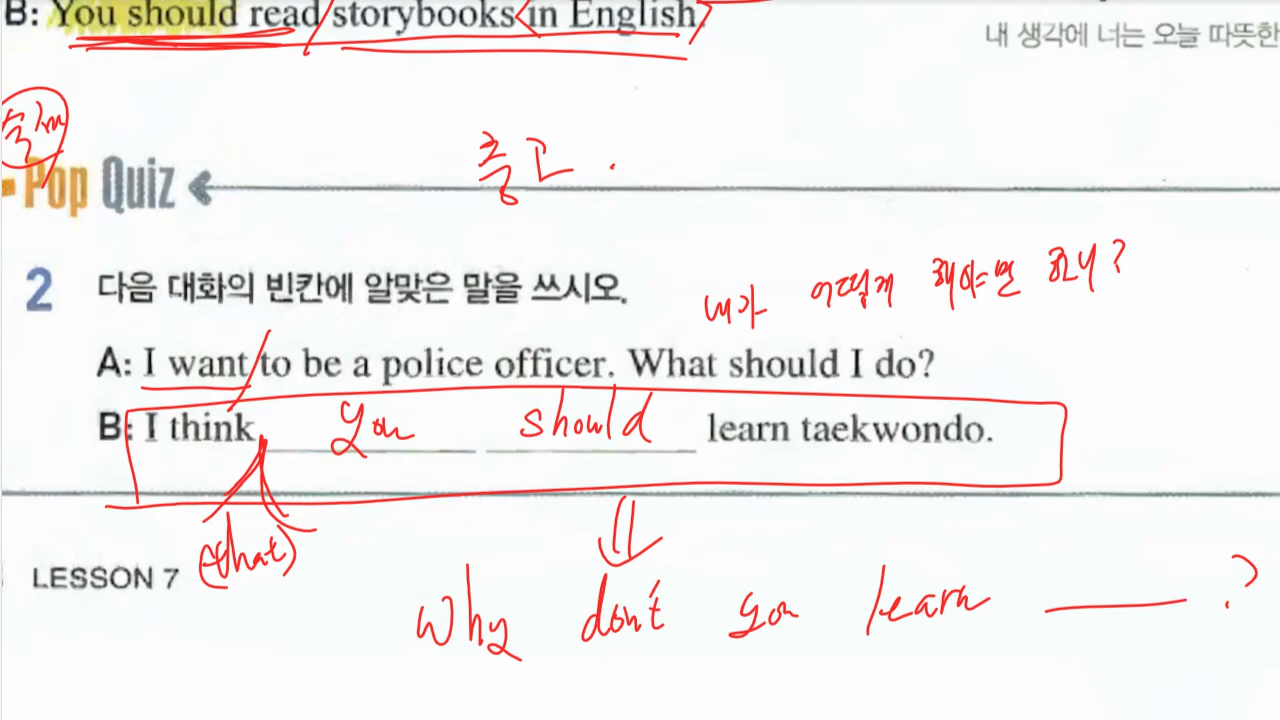 B: You should read storybooks in English
내 생각에 너는 오늘 따뜻한
숙제
충고.
Pop Quiz
2 다음 대화의 빈칸에 알맞은 말을 쓰시오.
내가 어떻게 해야만 하니?
A: I want to be a police officer. What should I do?
B: I think you should learn taekwondo.
(that)
LESSON 7
Why don't you learn ?